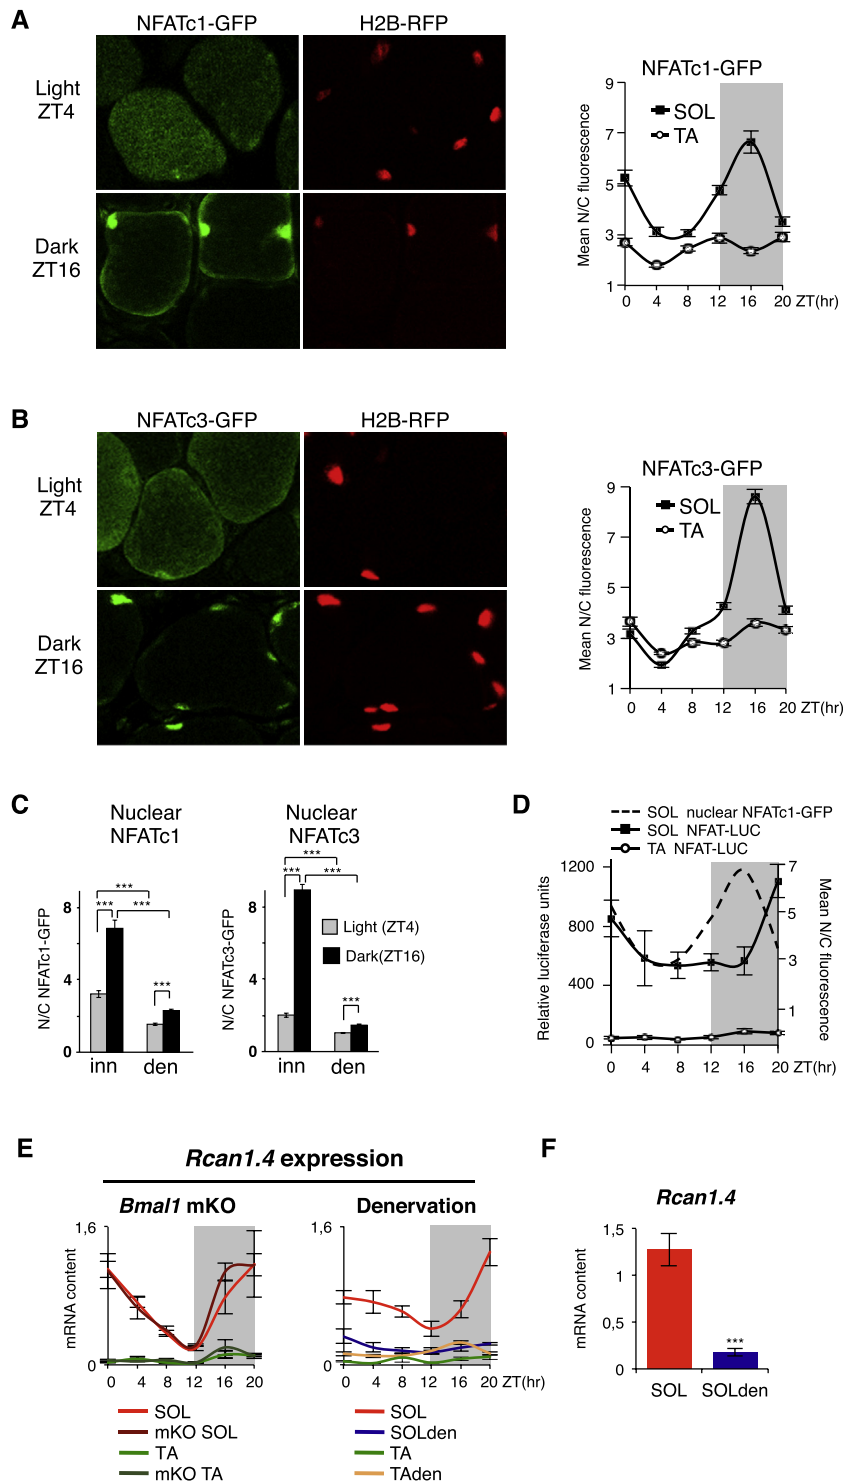 A
NFATc1-GFP
H2B-RFP
Light
ZT4
Dark
ZT16
NFATc1-GFP
SOL
TA
Mean N/C fluorescence
9
7
5
3
1
0 4 8 12 16 20 ZT(hr)
B
NFATc3-GFP
H2B-RFP
Light
ZT4
Dark
ZT16
NFATc3-GFP
SOL
TA
Mean N/C fluorescence
9
7
5
3
1
0 4 8 12 16 20 ZT(hr)
C
Nuclear
NFATc1
N/C NFATc1-GFP
8
4
0
***
*** ***
***
inn den
Nuclear
NFATc3
N/C NFATc3-GFP
8
4
0
***
*** ***
***
inn den
Light (ZT4)
Dark(ZT16)
D
SOL nuclear NFATc1-GFP
SOL NFAT-LUC
TA NFAT-LUC
Relative luciferase units
1200
800
400
0
7
5
3
1
Mean N/C fluorescence
0 4 8 12 16 20 ZT(hr)
E
Rcan1.4 expression
Bmal1 mKO
mRNA content
1,6
0
0 4 8 12 16 20
SOL
mKO SOL
TA
mKO TA
Denervation
1,6
0
0 4 8 12 16 20 ZT(hr)
SOL
SOLden
TA
TAden
F
Rcan1.4
mRNA content
1,5
1
0,5
0
***
SOL SOLden